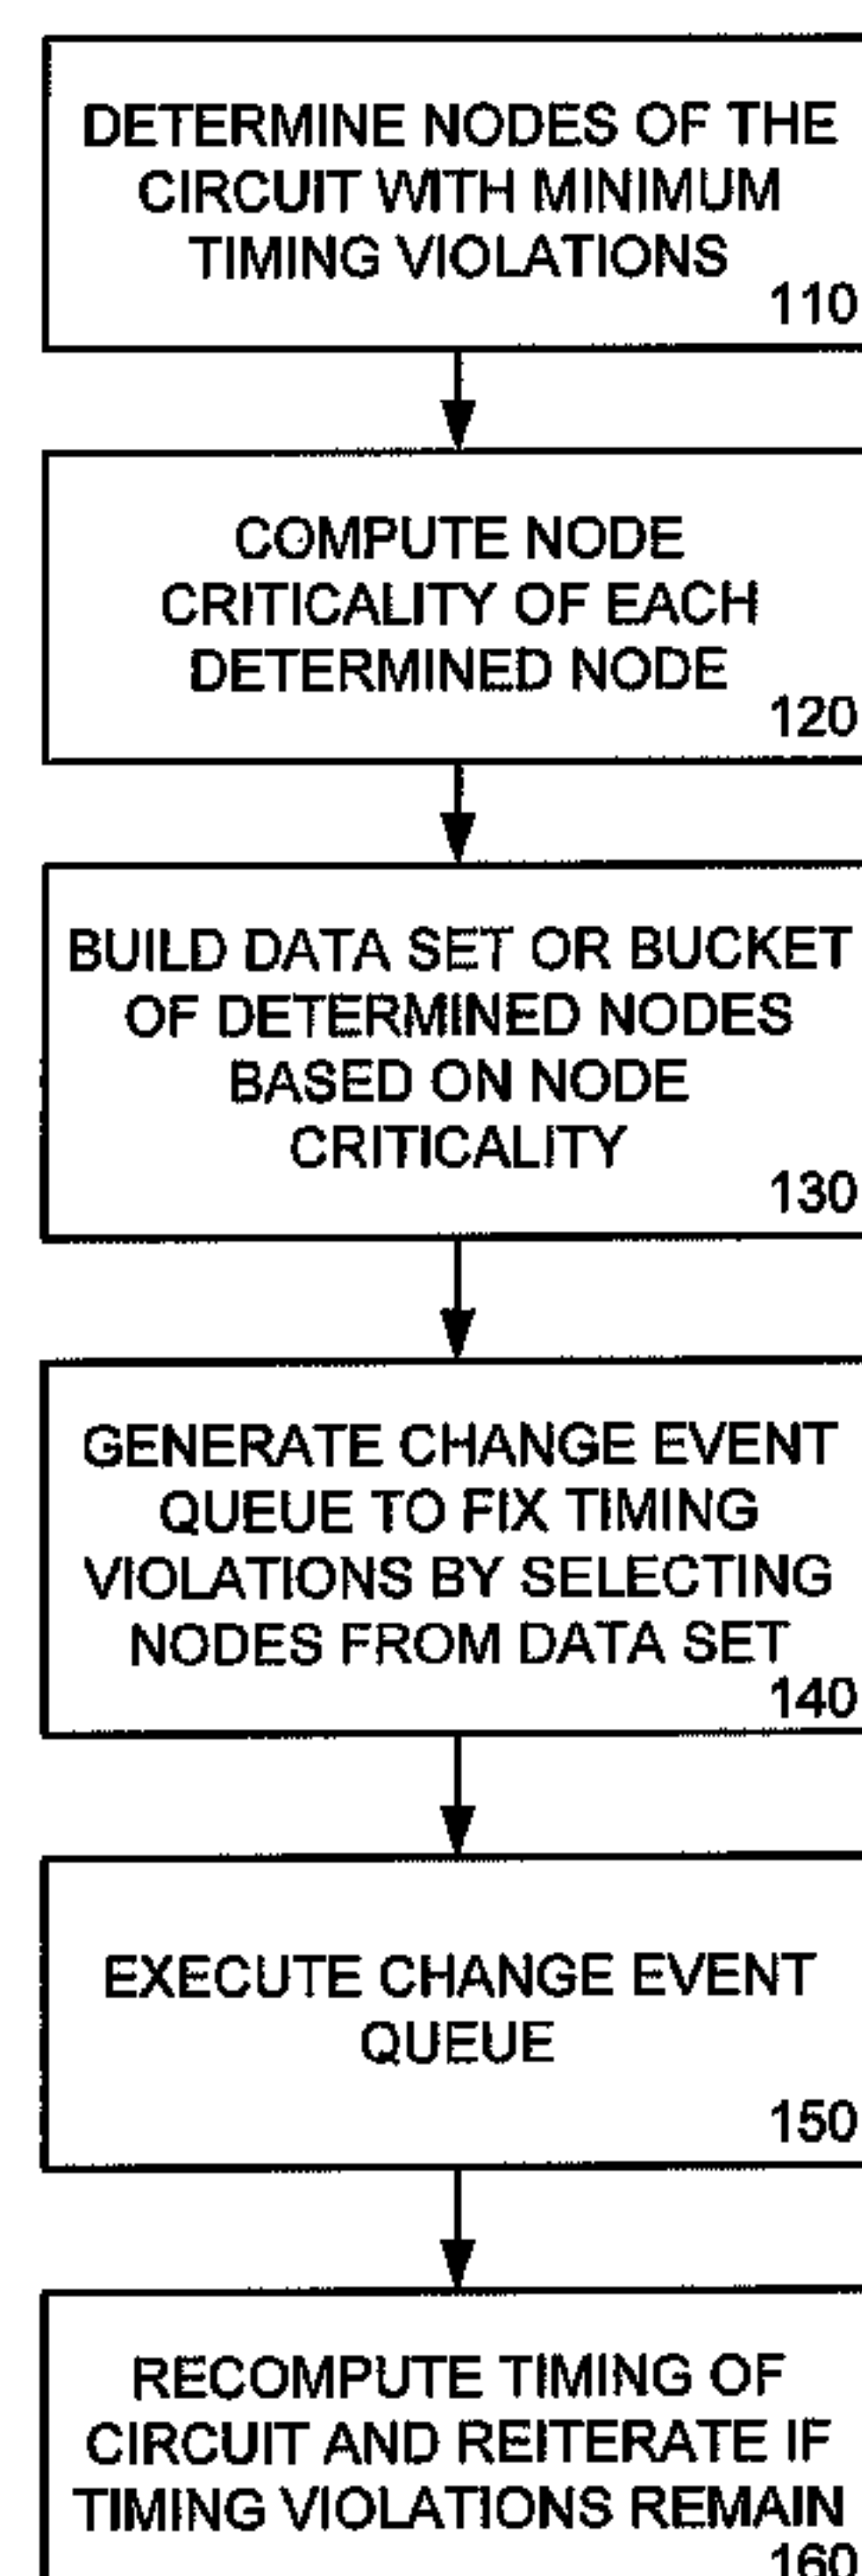 DETERMINE NODES OF THE
CIRCUIT WITH MINIMUM
TIMING VIOLATIONS
110
COMPUTE NODE
CRITICALITY OF EACH
DETERMINED NODE
120
BUILD DATA SET OR BUCKET
OF DETERMINED NODES
BASED ON NODE
CRITICALITY
130
GENERATE CHANGE EVENT
QUEUE TO FIX TIMING
VIOLATIONS BY SELECTING
NODES FROM DATA SET
140
EXECUTE CHANGE EVENT
QUEUE
150
RECOMPUTE TIMING OF
CIRCUIT AND REITERATE IF
TIMING VIOLATIONS REMAIN
160